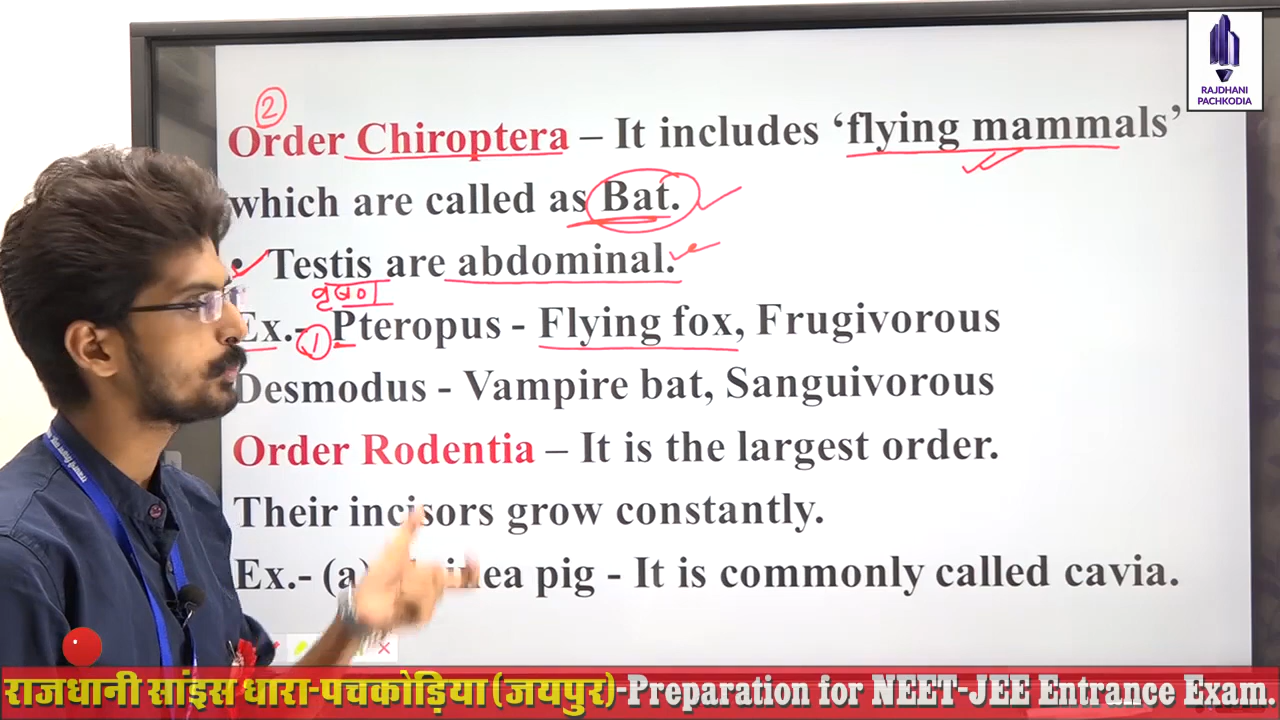 RAJDHANI
PACHKODIA
②
Order Chiroptera – It includes ‘flying mammals’
which are called as Bat.
• Testis are abdominal.
वृषण
Ex.- ① Pteropus - Flying fox, Frugivorous
Desmodus - Vampire bat, Sanguivorous
Order Rodentia – It is the largest order.
Their incisors grow constantly.
Ex.- (a) pig - It is commonly called cavia.
राजधानी सांइस धारा-पचकोड़िया (जयपुर)-Preparation for NEET-JEE Entrance Exam.